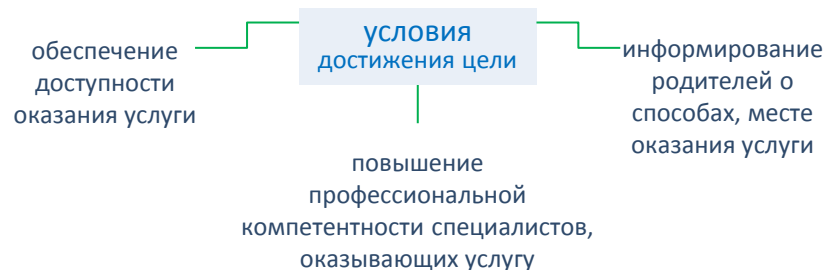 условия
достижения цели
обеспечение
доступности
оказания услуги
информирование
родителей о
способах, месте
оказания услуги
повышение
профессиональной
компетентности специалистов,
оказывающих услугу